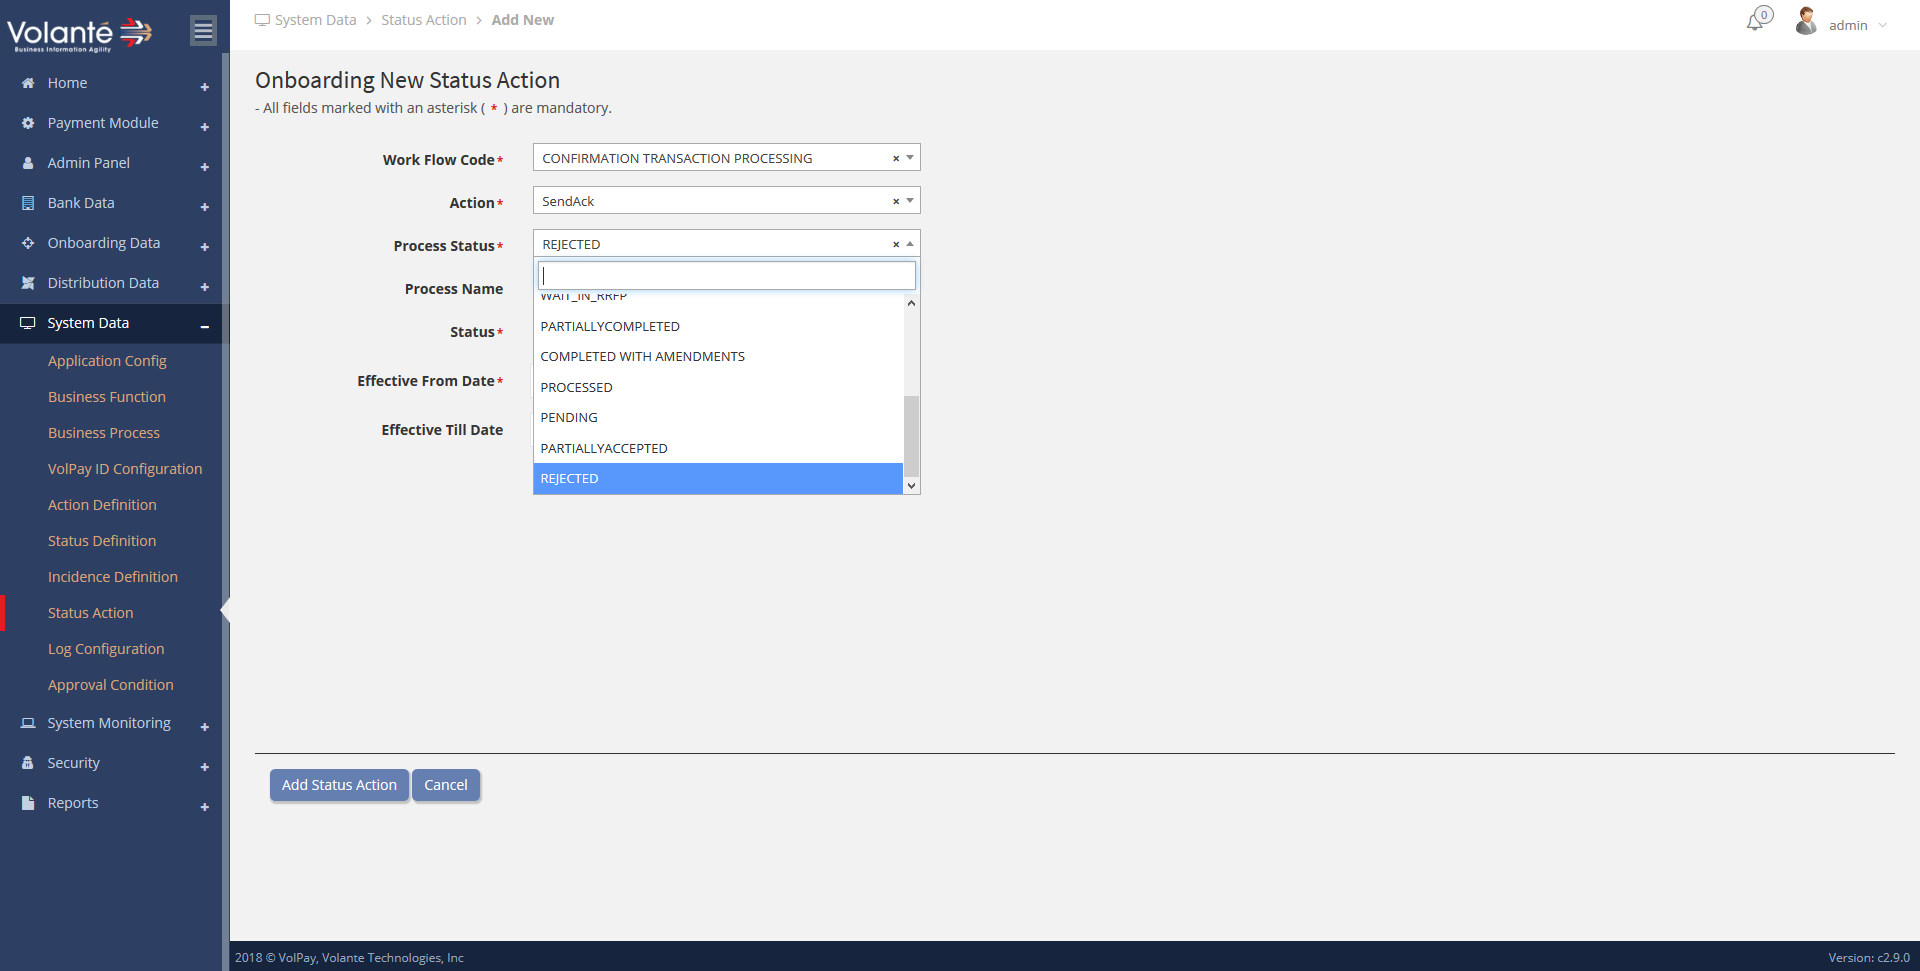 Volanté
Business Information Agility
System Data > Status Action > Add New
0
admin
Home
Payment Module
Admin Panel
Bank Data
Onboarding Data
Distribution Data
System Data
Application Config
Business Function
Business Process
VolPay ID Configuration
Action Definition
Status Definition
Incidence Definition
Status Action
Log Configuration
Approval Condition
System Monitoring
Security
Reports
Onboarding New Status Action
- All fields marked with an asterisk ( * ) are mandatory.
Work Flow Code* CONFIRMATION TRANSACTION PROCESSING ×
Action* SendAck ×
Process Status* REJECTED ×
Process Name
Status*
Effective From Date*
Effective Till Date
WAIT_IN_RRFP
PARTIALLYCOMPLETED
COMPLETED WITH AMENDMENTS
PROCESSED
PENDING
PARTIALLYACCEPTED
REJECTED
Add Status Action
Cancel
2018 © VolPay, Volante Technologies, Inc
Version: c2.9.0